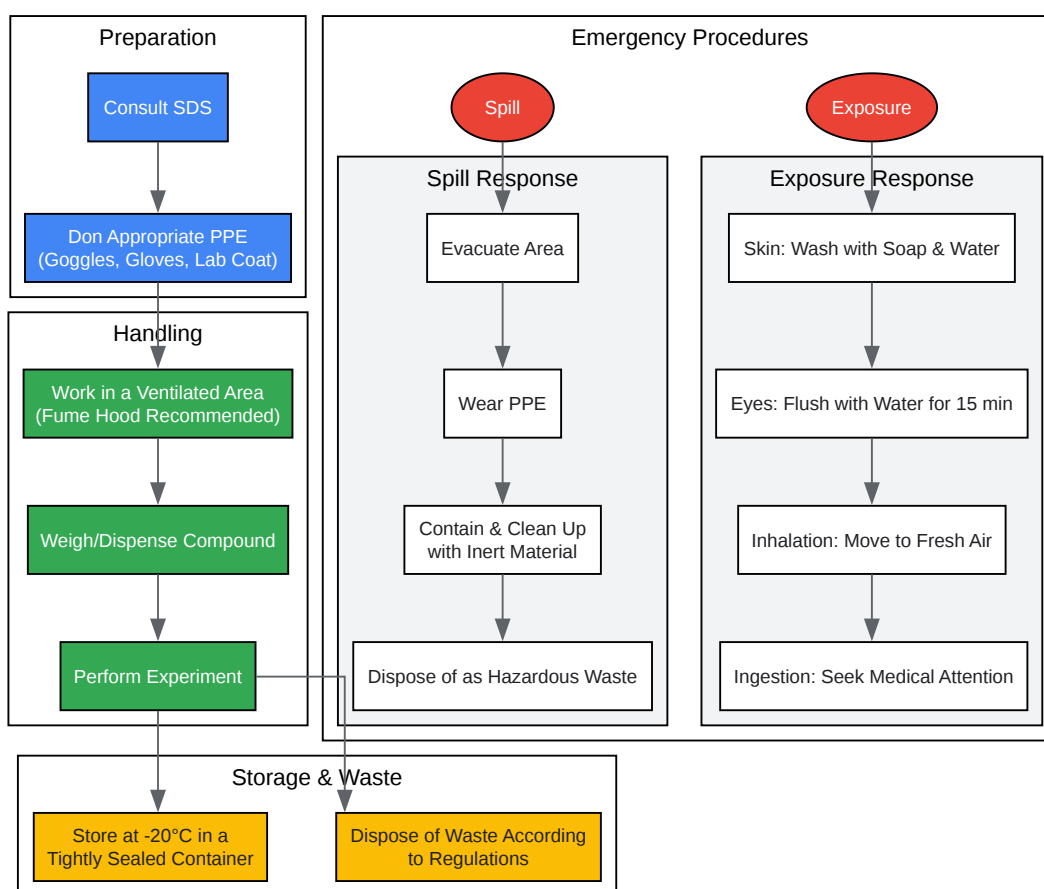 Preparation
Consult SDS
Don Appropriate PPE
(Goggles, Gloves, Lab Coat)
Handling
Work in a Ventilated Area
(Fume Hood Recommended)
Weigh/Dispense Compound
Perform Experiment
Emergency Procedures
Spill
Spill Response
Evacuate Area
Wear PPE
Contain & Clean Up
with Inert Material
Dispose of as Hazardous Waste
Exposure
Exposure Response
Skin: Wash with Soap & Water
Eyes: Flush with Water for 15 min
Inhalation: Move to Fresh Air
Ingestion: Seek Medical Attention
Storage & Waste
Store at -20°C in a
Tightly Sealed Container
Dispose of Waste According
to Regulations